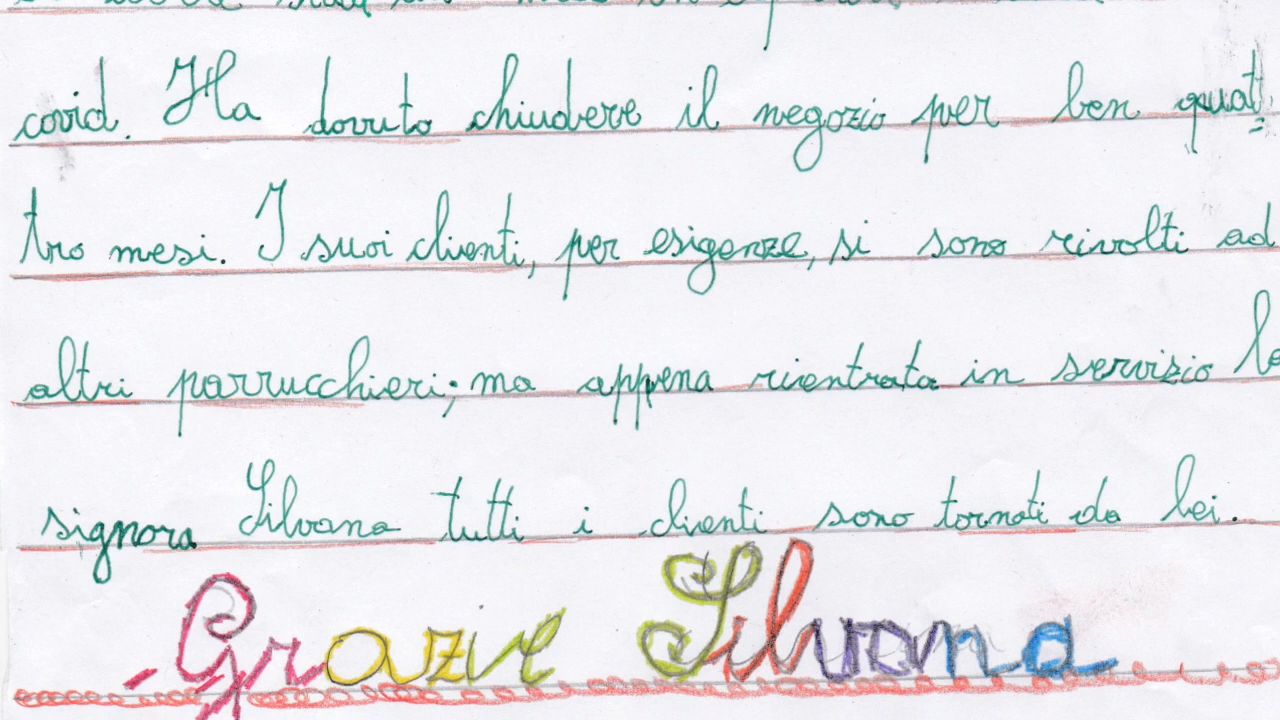 covid. Ha dovuto chiudere il negozio per ben quat=
tro mesi. I suoi clienti, per esigenze, si sono rivolti ad
altri parrucchieri; ma appena rientrata in servizio la
signora Silvana tutti i clienti sono tornati da lei.
Grazie Silvana